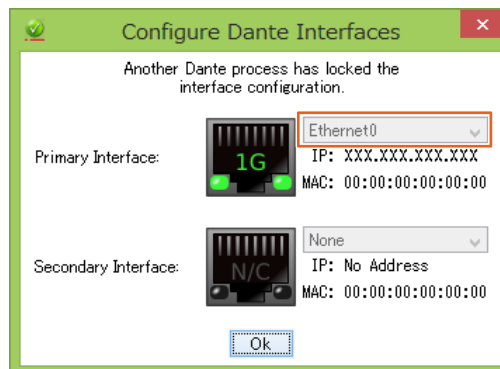 Configure Dante Interfaces
Another Dante process has locked the
interface configuration.
Primary Interface:
1G
Ethernet0
IP: XXX.XXX.XXX.XXX
MAC: 00:00:00:00:00:00
Secondary Interface:
N/C
None
IP: No Address
MAC: 00:00:00:00:00:00
Ok